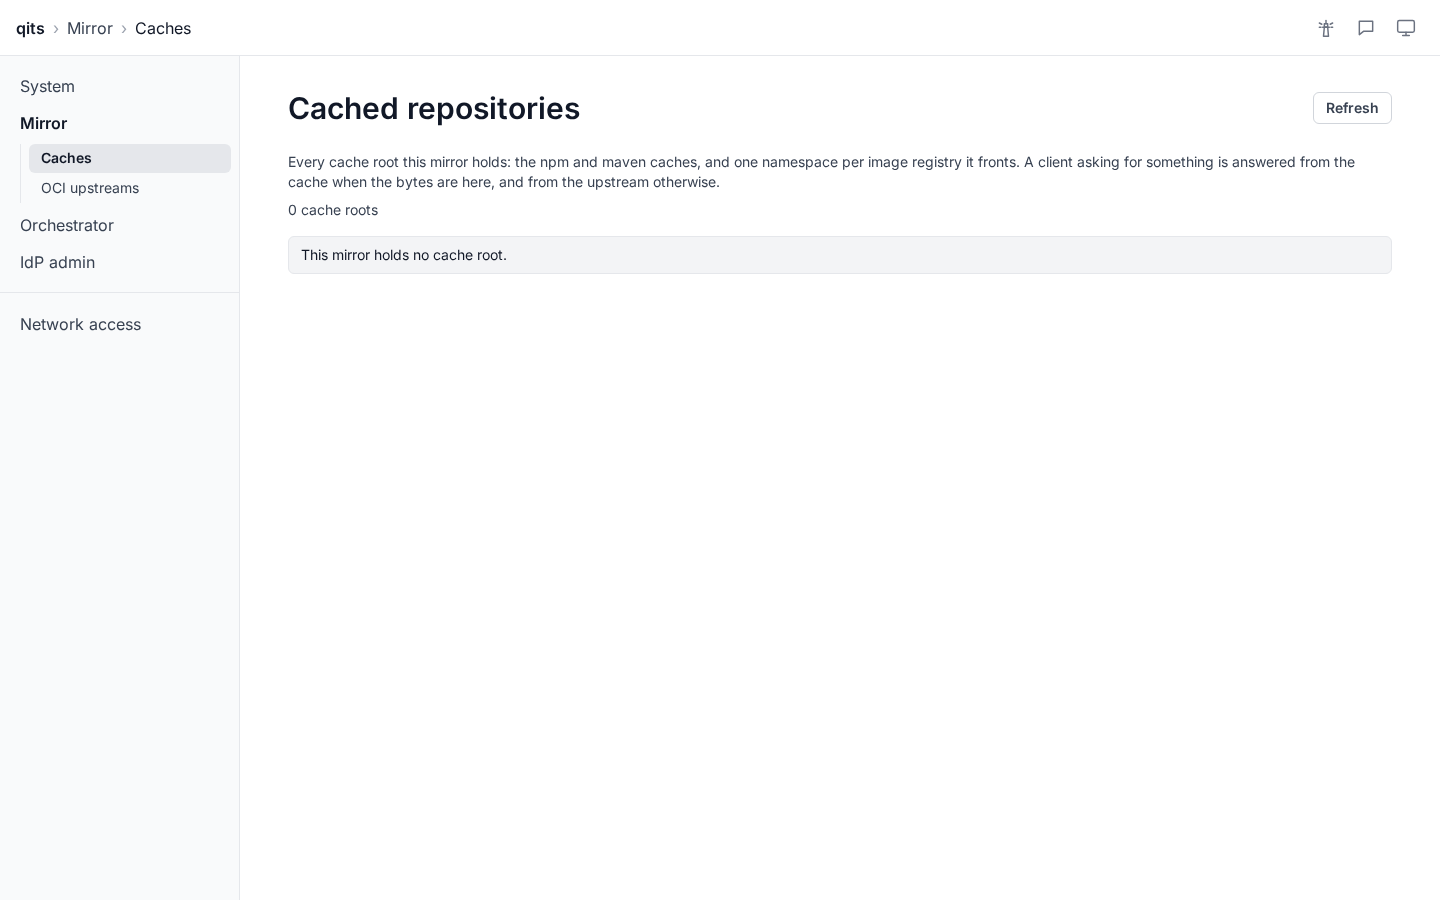 qits › Mirror › Caches
System
Mirror
Caches
OCI upstreams
Orchestrator
IdP admin
Network access
Cached repositories
Refresh
Every cache root this mirror holds: the npm and maven caches, and one namespace per image registry it fronts. A client asking for something is answered from the
cache when the bytes are here, and from the upstream otherwise.
0 cache roots
This mirror holds no cache root.